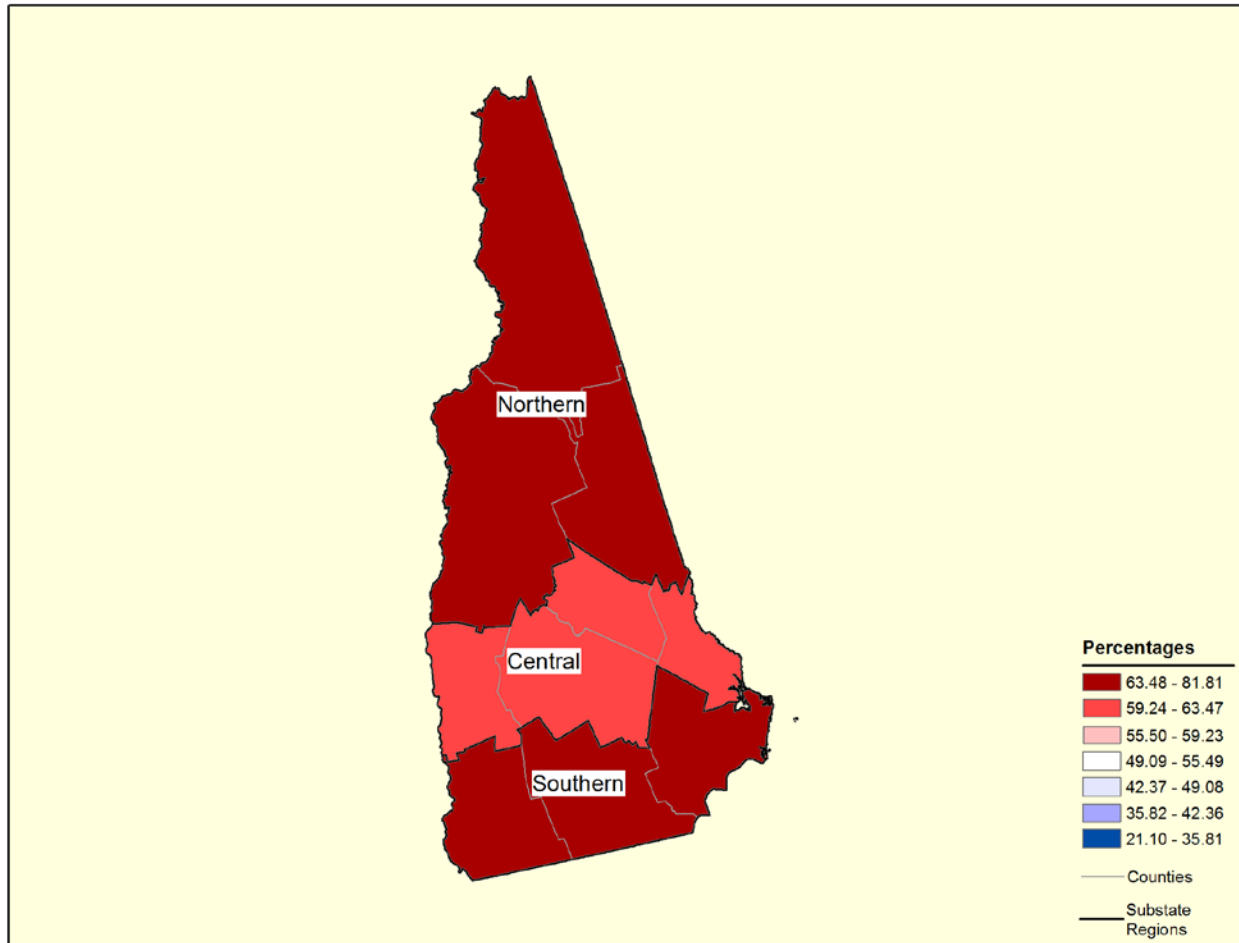 Northern
Central
Southern
Percentages
63.48 - 81.81
59.24 - 63.47
55.50 - 59.23
49.09 - 55.49
42.37 - 49.08
35.82 - 42.36
21.10 - 35.81
Counties
Substate
Regions